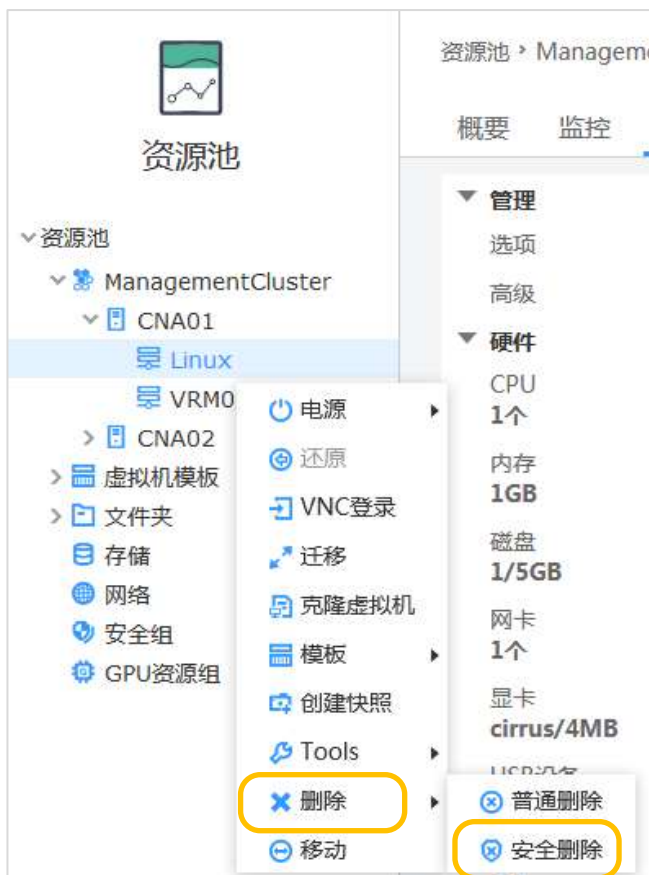 资源池
资源池
ManagementCluster
CNA01
Linux
VRM0
CNA02
虚拟机模板
文件夹
存储
网络
安全组
GPU资源组
电源
还原
VNC登录
迁移
克隆虚拟机
模板
创建快照
Tools
删除
移动
普通删除
安全删除
资源池 ›
概要 监控
管理
选项
高级
硬件
CPU
1个
内存
1GB
磁盘
1/5GB
网卡
1个
显卡
cirrus/4MB